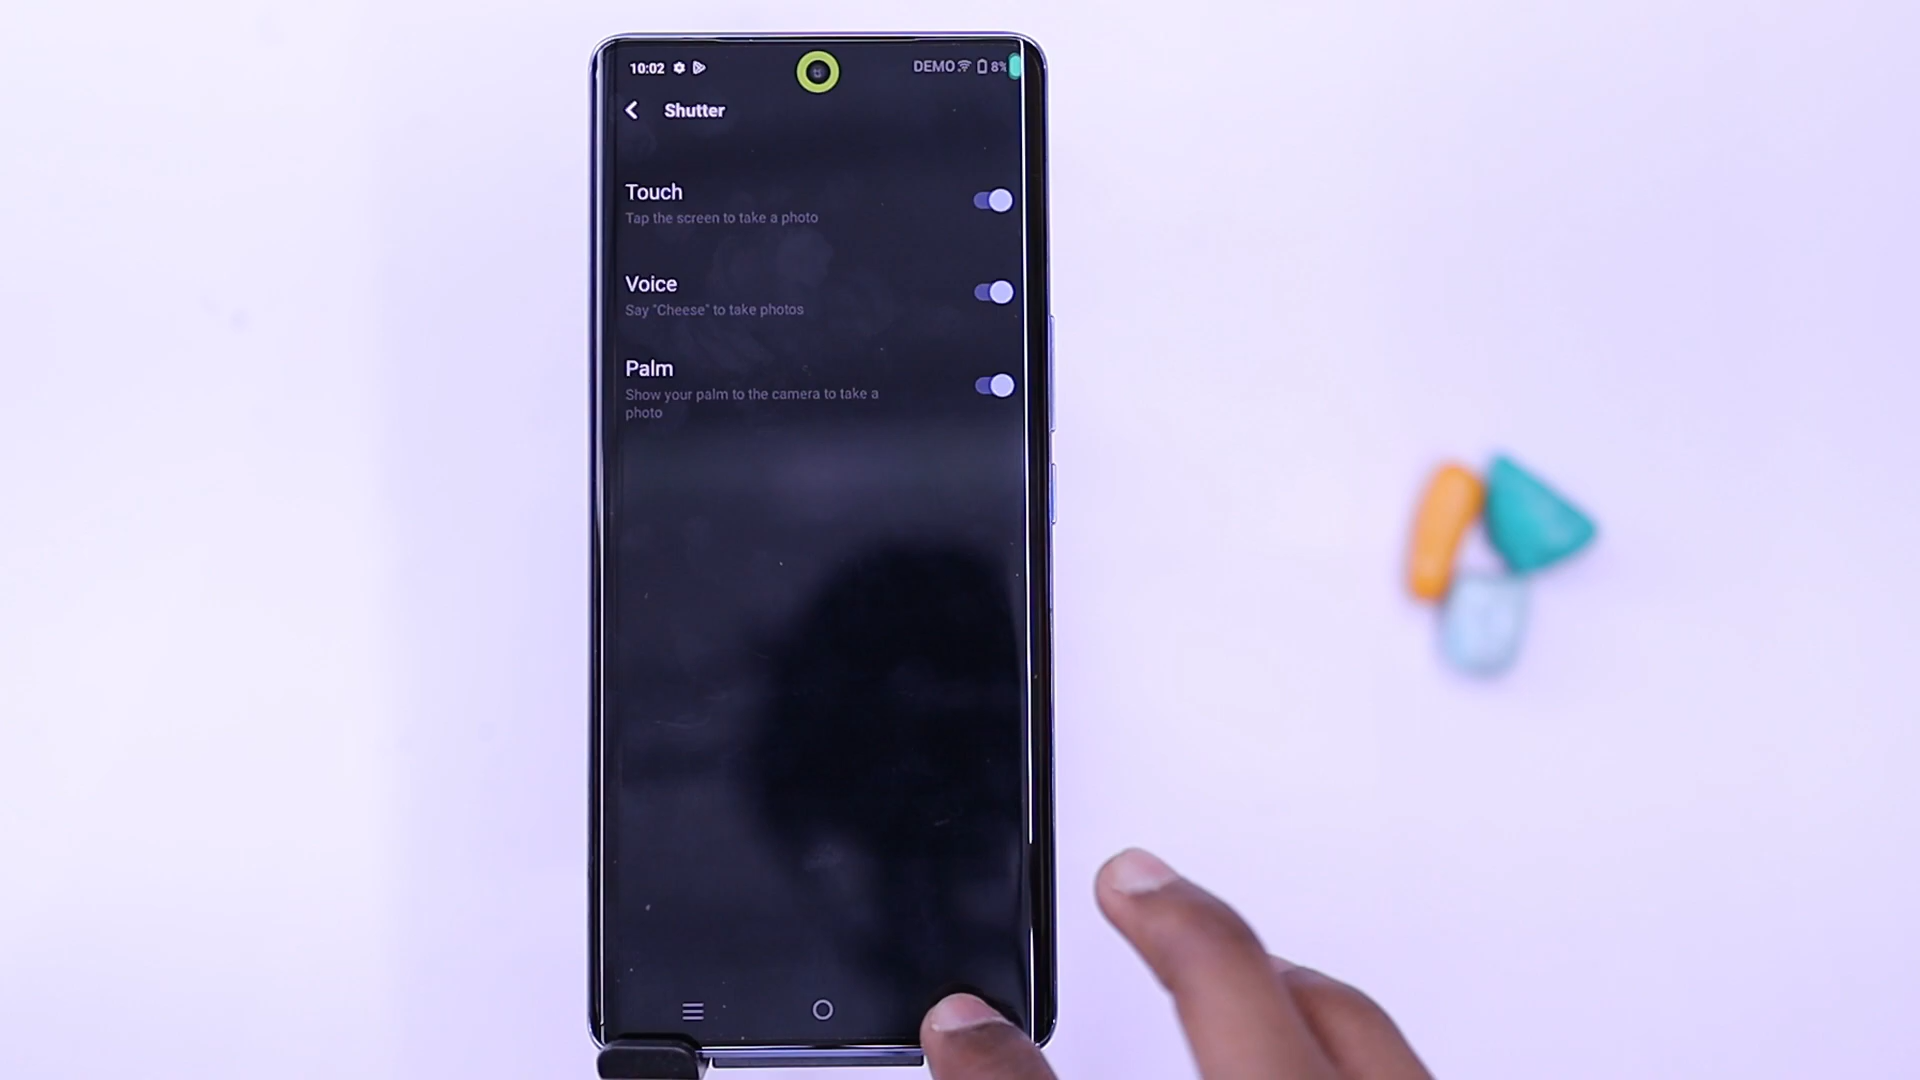 10:02 DEMO 8%
Shutter
Touch
Tap the screen to take a photo
Voice
Say "Cheese" to take photos
Palm
Show your palm to the camera to take a
photo